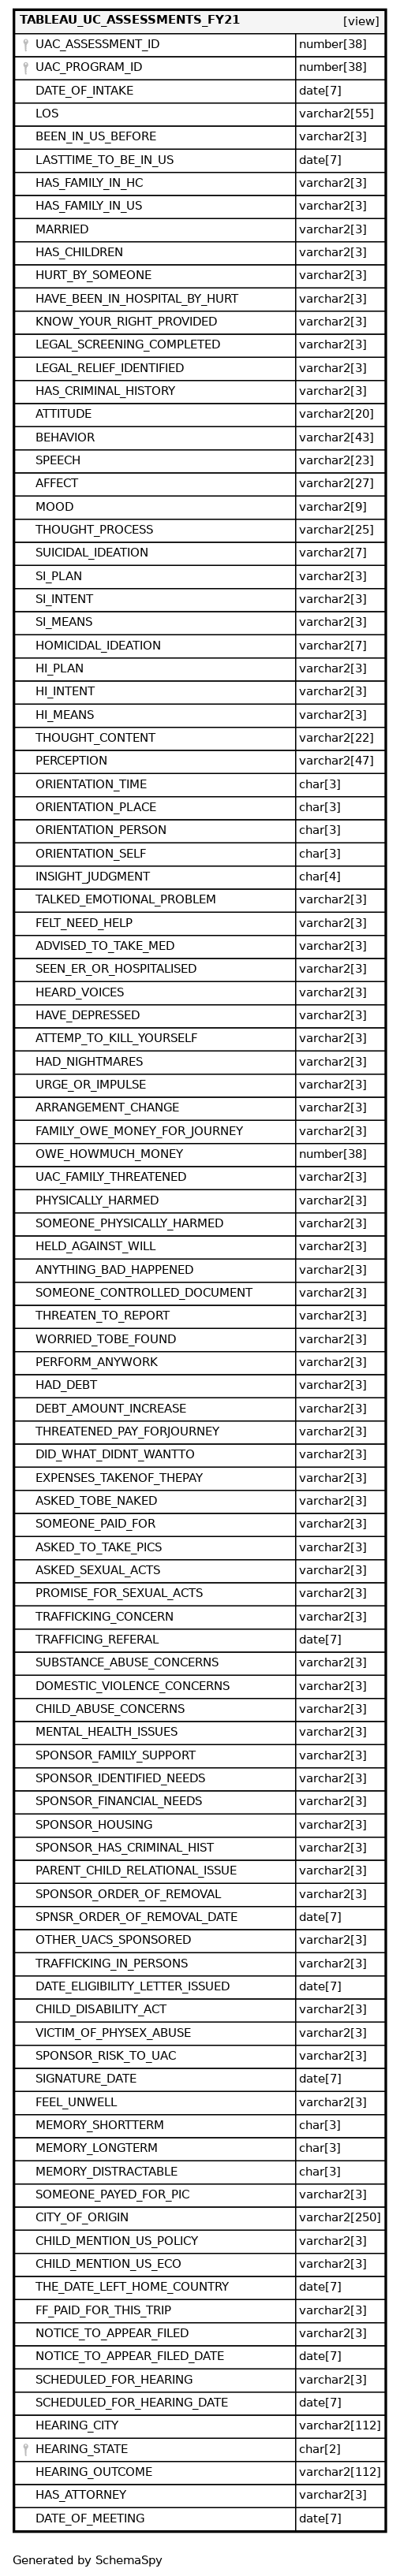 TABLEAU_UC_ASSESSMENTS_FY21 [view]
UAC_ASSESSMENT_ID number[38]
UAC_PROGRAM_ID number[38]
DATE_OF_INTAKE date[7]
LOS varchar2[55]
BEEN_IN_US_BEFORE varchar2[3]
LASTTIME_TO_BE_IN_US date[7]
HAS_FAMILY_IN_HC varchar2[3]
HAS_FAMILY_IN_US varchar2[3]
MARRIED varchar2[3]
HAS_CHILDREN varchar2[3]
HURT_BY_SOMEONE varchar2[3]
HAVE_BEEN_IN_HOSPITAL_BY_HURT varchar2[3]
KNOW_YOUR_RIGHT_PROVIDED varchar2[3]
LEGAL_SCREENING_COMPLETED varchar2[3]
LEGAL_RELIEF_IDENTIFIED varchar2[3]
HAS_CRIMINAL_HISTORY varchar2[3]
ATTITUDE varchar2[20]
BEHAVIOR varchar2[43]
SPEECH varchar2[23]
AFFECT varchar2[27]
MOOD varchar2[9]
THOUGHT_PROCESS varchar2[25]
SUICIDAL_IDEATION varchar2[7]
SI_PLAN varchar2[3]
SI_INTENT varchar2[3]
SI_MEANS varchar2[3]
HOMICIDAL_IDEATION varchar2[7]
HI_PLAN varchar2[3]
HI_INTENT varchar2[3]
HI_MEANS varchar2[3]
THOUGHT_CONTENT varchar2[22]
PERCEPTION varchar2[47]
ORIENTATION_TIME char[3]
ORIENTATION_PLACE char[3]
ORIENTATION_PERSON char[3]
ORIENTATION_SELF char[3]
INSIGHT_JUDGMENT char[4]
TALKED_EMOTIONAL_PROBLEM varchar2[3]
FELT_NEED_HELP varchar2[3]
ADVISED_TO_TAKE_MED varchar2[3]
SEEN_ER_OR_HOSPITALISED varchar2[3]
HEARD_VOICES varchar2[3]
HAVE_DEPRESSED varchar2[3]
ATTEMP_TO_KILL_YOURSELF varchar2[3]
HAD_NIGHTMARES varchar2[3]
URGE_OR_IMPULSE varchar2[3]
ARRANGEMENT_CHANGE varchar2[3]
FAMILY_OWE_MONEY_FOR_JOURNEY varchar2[3]
OWE_HOWMUCH_MONEY number[38]
UAC_FAMILY_THREATENED varchar2[3]
PHYSICALLY_HARMED varchar2[3]
SOMEONE_PHYSICALLY_HARMED varchar2[3]
HELD_AGAINST_WILL varchar2[3]
ANYTHING_BAD_HAPPENED varchar2[3]
SOMEONE_CONTROLLED_DOCUMENT varchar2[3]
THREATEN_TO_REPORT varchar2[3]
WORRIED_TOBE_FOUND varchar2[3]
PERFORM_ANYWORK varchar2[3]
HAD_DEBT varchar2[3]
DEBT_AMOUNT_INCREASE varchar2[3]
THREATENED_PAY_FORJOURNEY varchar2[3]
DID_WHAT_DIDNT_WANTTO varchar2[3]
EXPENSES_TAKENOF_THEPAY varchar2[3]
ASKED_TOBE_NAKED varchar2[3]
SOMEONE_PAID_FOR varchar2[3]
ASKED_TO_TAKE_PICS varchar2[3]
ASKED_SEXUAL_ACTS varchar2[3]
PROMISE_FOR_SEXUAL_ACTS varchar2[3]
TRAFFICKING_CONCERN varchar2[3]
TRAFFICING_REFERAL date[7]
SUBSTANCE_ABUSE_CONCERNS varchar2[3]
DOMESTIC_VIOLENCE_CONCERNS varchar2[3]
CHILD_ABUSE_CONCERNS varchar2[3]
MENTAL_HEALTH_ISSUES varchar2[3]
SPONSOR_FAMILY_SUPPORT varchar2[3]
SPONSOR_IDENTIFIED_NEEDS varchar2[3]
SPONSOR_FINANCIAL_NEEDS varchar2[3]
SPONSOR_HOUSING varchar2[3]
SPONSOR_HAS_CRIMINAL_HIST varchar2[3]
PARENT_CHILD_RELATIONAL_ISSUE varchar2[3]
SPONSOR_ORDER_OF_REMOVAL varchar2[3]
SPNSR_ORDER_OF_REMOVAL_DATE date[7]
OTHER_UACS_SPONSORED varchar2[3]
TRAFFICKING_IN_PERSONS varchar2[3]
DATE_ELIGIBILITY_LETTER_ISSUED date[7]
CHILD_DISABILITY_ACT varchar2[3]
VICTIM_OF_PHYSEX_ABUSE varchar2[3]
SPONSOR_RISK_TO_UAC varchar2[3]
SIGNATURE_DATE date[7]
FEEL_UNWELL varchar2[3]
MEMORY_SHORTTERM char[3]
MEMORY_LONGTERM char[3]
MEMORY_DISTRACTABLE char[3]
SOMEONE_PAYED_FOR_PIC varchar2[3]
CITY_OF_ORIGIN varchar2[250]
CHILD_MENTION_US_POLICY varchar2[3]
CHILD_MENTION_US_ECO varchar2[3]
THE_DATE_LEFT_HOME_COUNTRY date[7]
FF_PAID_FOR_THIS_TRIP varchar2[3]
NOTICE_TO_APPEAR_FILED varchar2[3]
NOTICE_TO_APPEAR_FILED_DATE date[7]
SCHEDULED_FOR_HEARING varchar2[3]
SCHEDULED_FOR_HEARING_DATE date[7]
HEARING_CITY varchar2[112]
HEARING_STATE char[2]
HEARING_OUTCOME varchar2[112]
HAS_ATTORNEY varchar2[3]
DATE_OF_MEETING date[7]
Generated by SchemaSpy